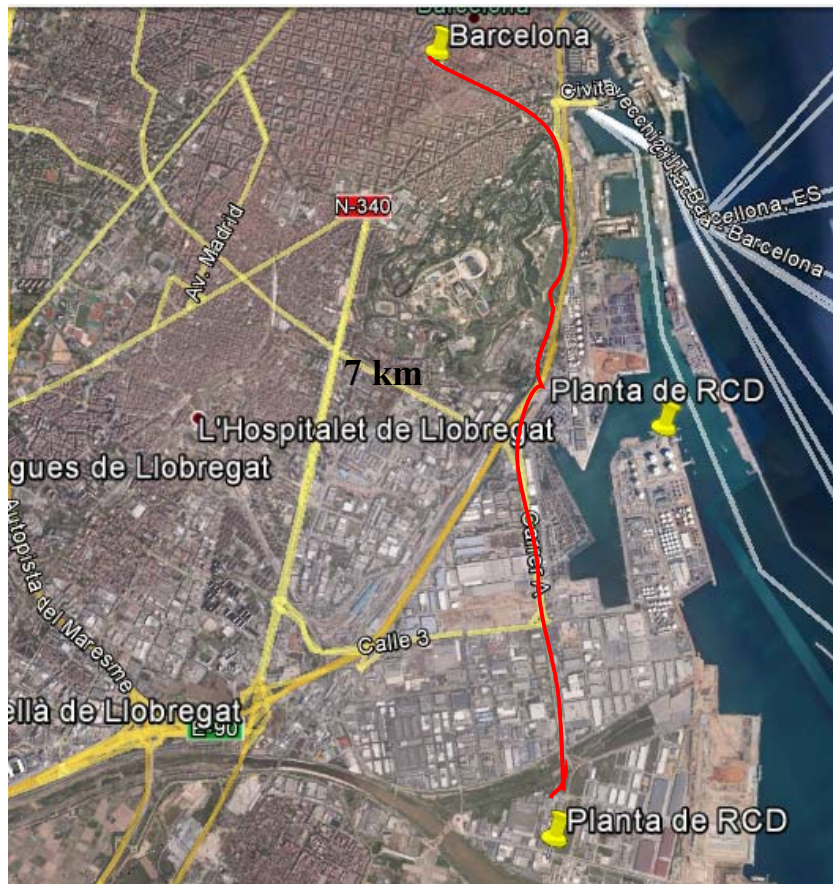 Barcelona
Barcelona
Civitavecchia
Barcellona, ES
Barcelona
N-340
Av. Madrid
7 km
Planta de RCD
L'Hospitalet de Llobregat
gues de Llobregat
Autopista del Maresme
Calle 3
ellà de Llobregat
E-90
Planta de RCD